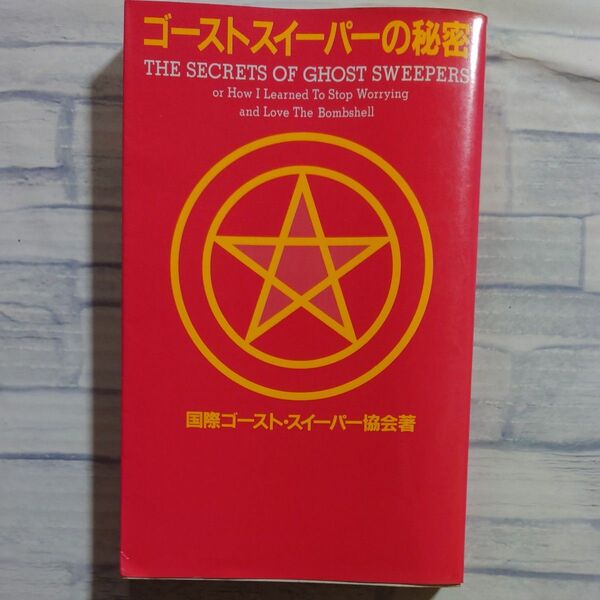 ゴーストスイーパーの秘密
THE SECRETS OF GHOST SWEEPERS
or How I Learned To Stop Worrying
and Love The Bombshell
国際ゴースト・スイーパー協会著